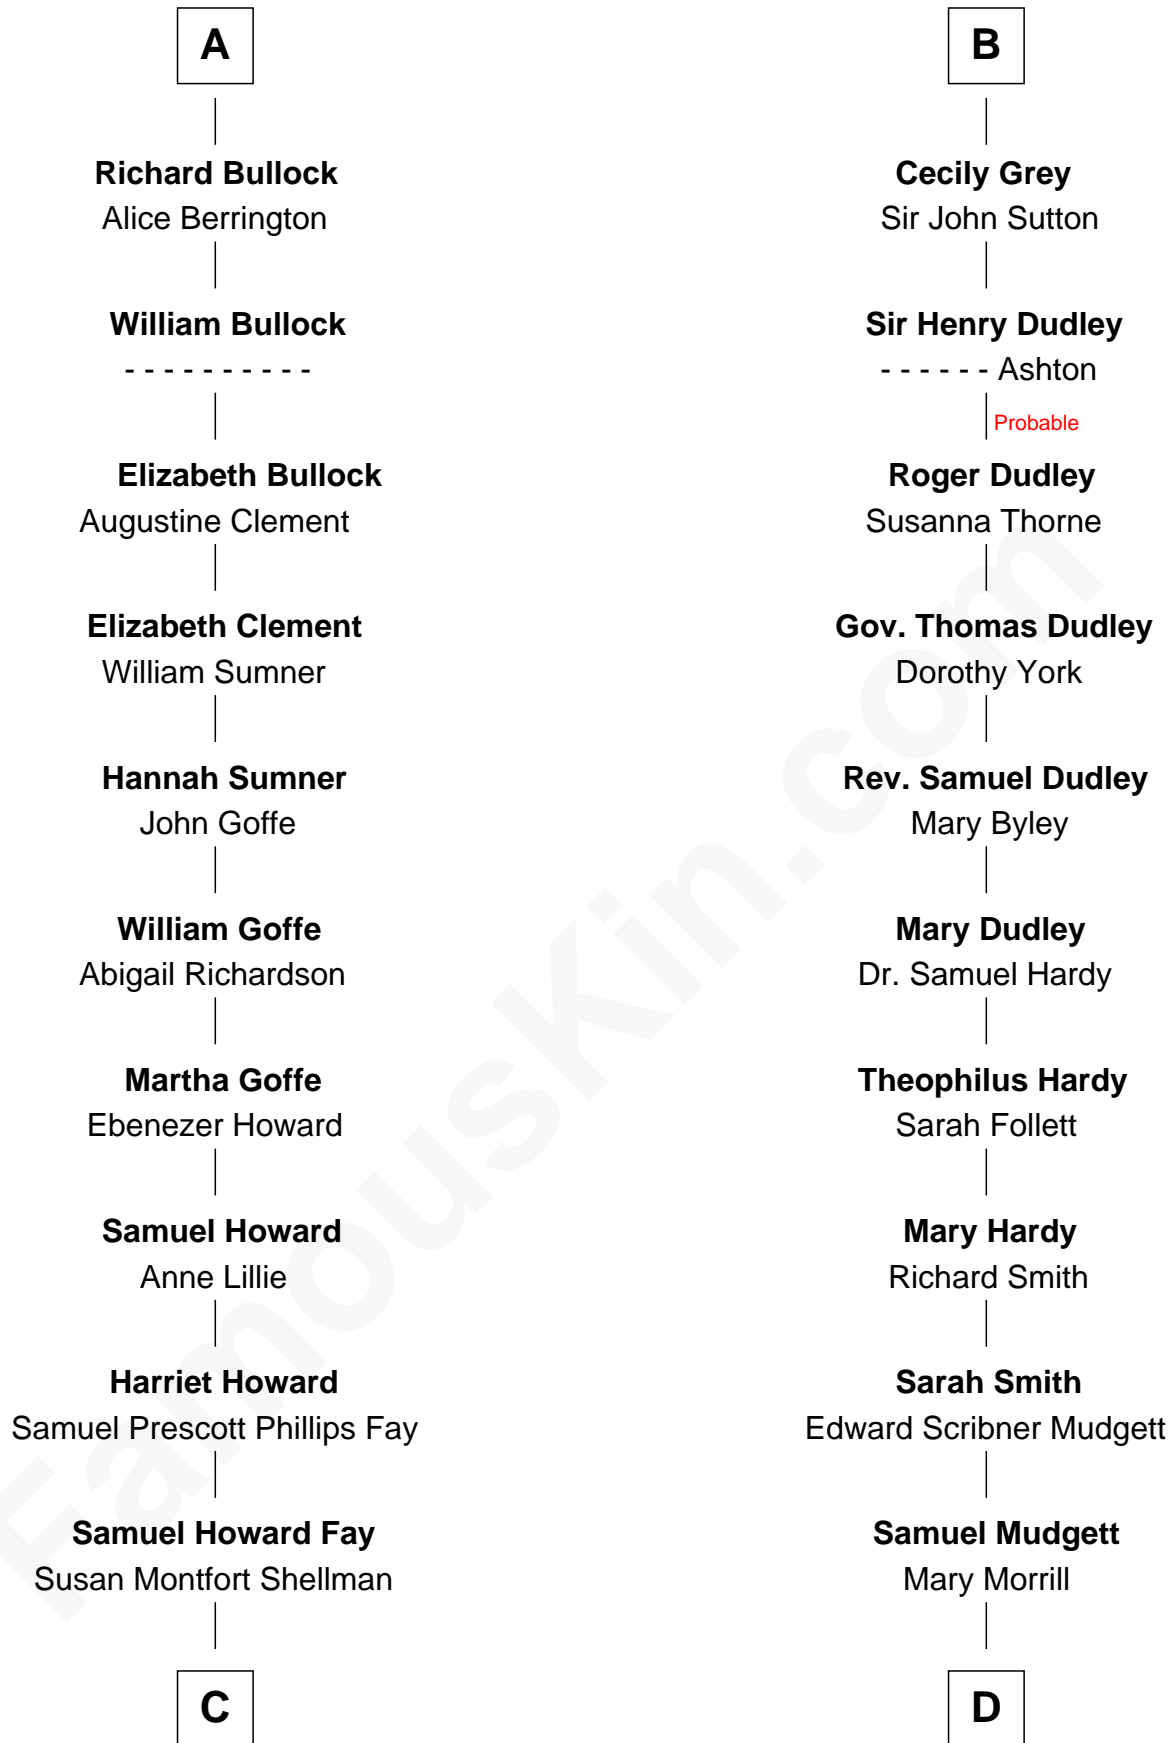 A
Richard Bullock
Alice Berrington
William Bullock
- - - - - - - - - -
Elizabeth Bullock
Augustine Clement
Elizabeth Clement
William Sumner
Hannah Sumner
John Goffe
William Goffe
Abigail Richardson
Martha Goffe
Ebenezer Howard
Samuel Howard
Anne Lillie
Harriet Howard
Samuel Prescott Phillips Fay
Samuel Howard Fay
Susan Montfort Shellman
C
B
Cecily Grey
Sir John Sutton
Sir Henry Dudley
- - - - - - Ashton
Probable
Roger Dudley
Susanna Thorne
Gov. Thomas Dudley
Dorothy York
Rev. Samuel Dudley
Mary Byley
Mary Dudley
Dr. Samuel Hardy
Theophilus Hardy
Sarah Follett
Mary Hardy
Richard Smith
Sarah Smith
Edward Scribner Mudgett
Samuel Mudgett
Mary Morrill
D
FamousKin.com